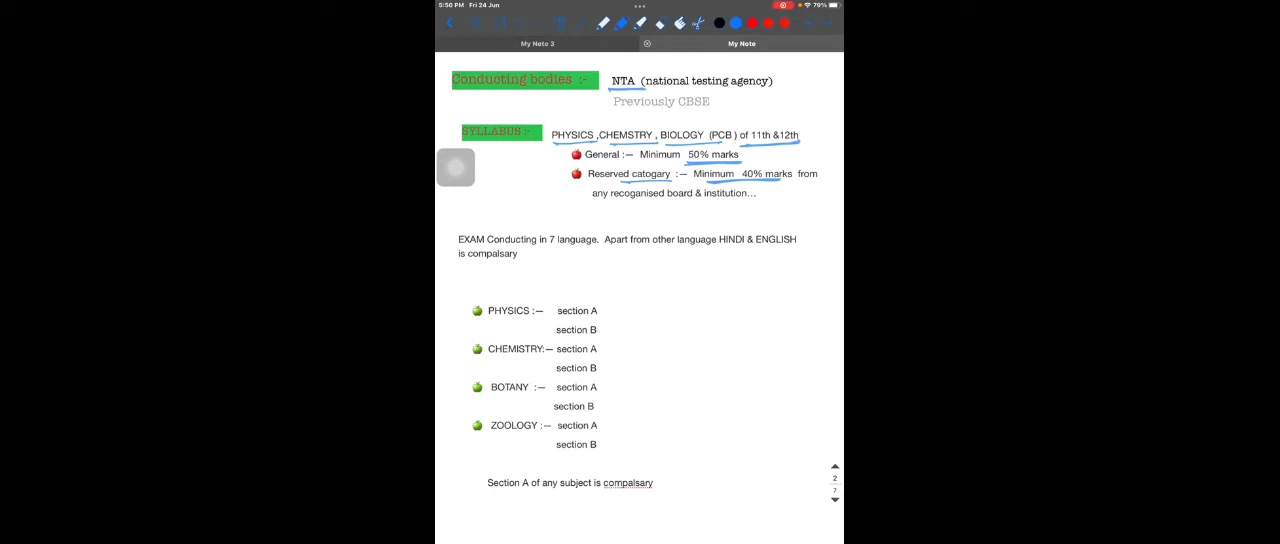 5:50 PM Fri 24 Jun 79%
My Note 3 My Note
Conducting bodies :- NTA (national testing agency)
Previously CBSE
SYLLABUS :- PHYSICS ,CHEMSTRY , BIOLOGY (PCB ) of 11th &12th
General :— Minimum 50% marks
Reserved catogary :— Minimum 40% marks from
any recoganised board & institution...
EXAM Conducting in 7 language. Apart from other language HINDI & ENGLISH
is compalsary
PHYSICS :— section A
section B
CHEMISTRY:— section A
section B
BOTANY :— section A
section B
ZOOLOGY :— section A
section B
Section A of any subject is compalsary
2
7